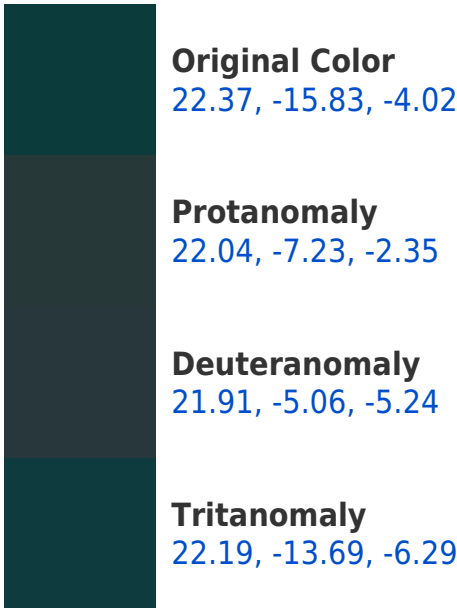 Original Color
22.37, -15.83, -4.02
Protanomaly
22.04, -7.23, -2.35
Deuteranomaly
21.91, -5.06, -5.24
Tritanomaly
22.19, -13.69, -6.29